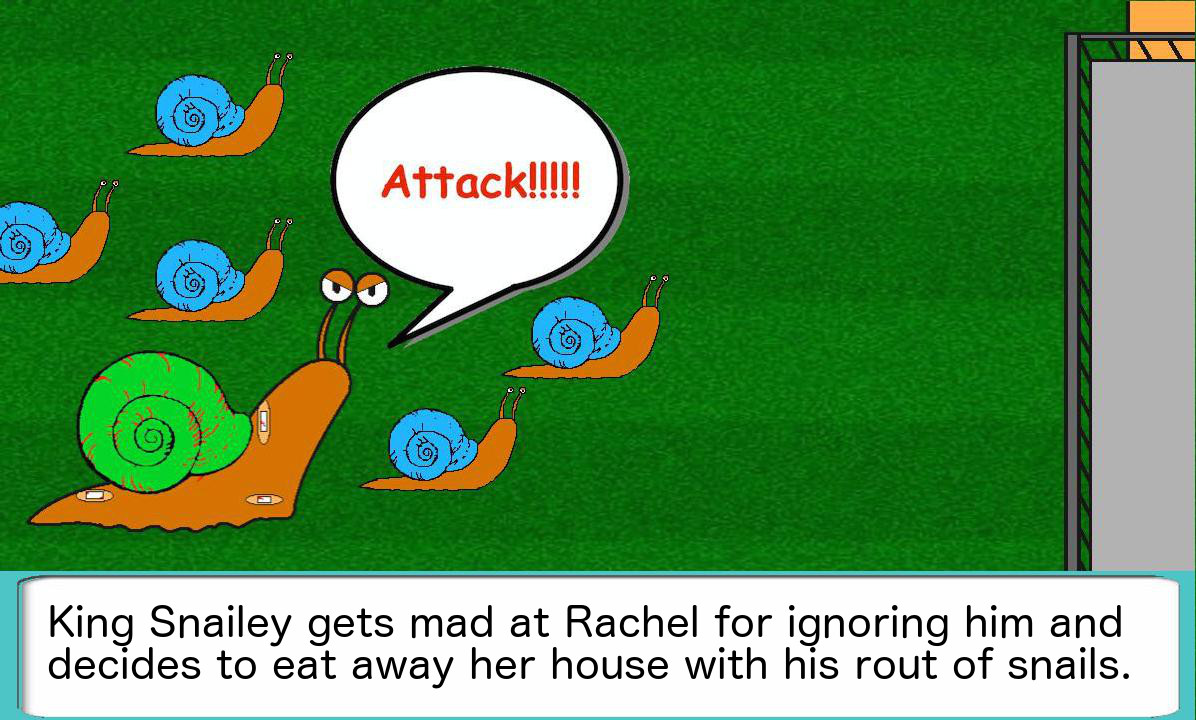 Attack!!!!!
King Snailey gets mad at Rachel for ignoring him and
decides to eat away her house with his rout of snails.